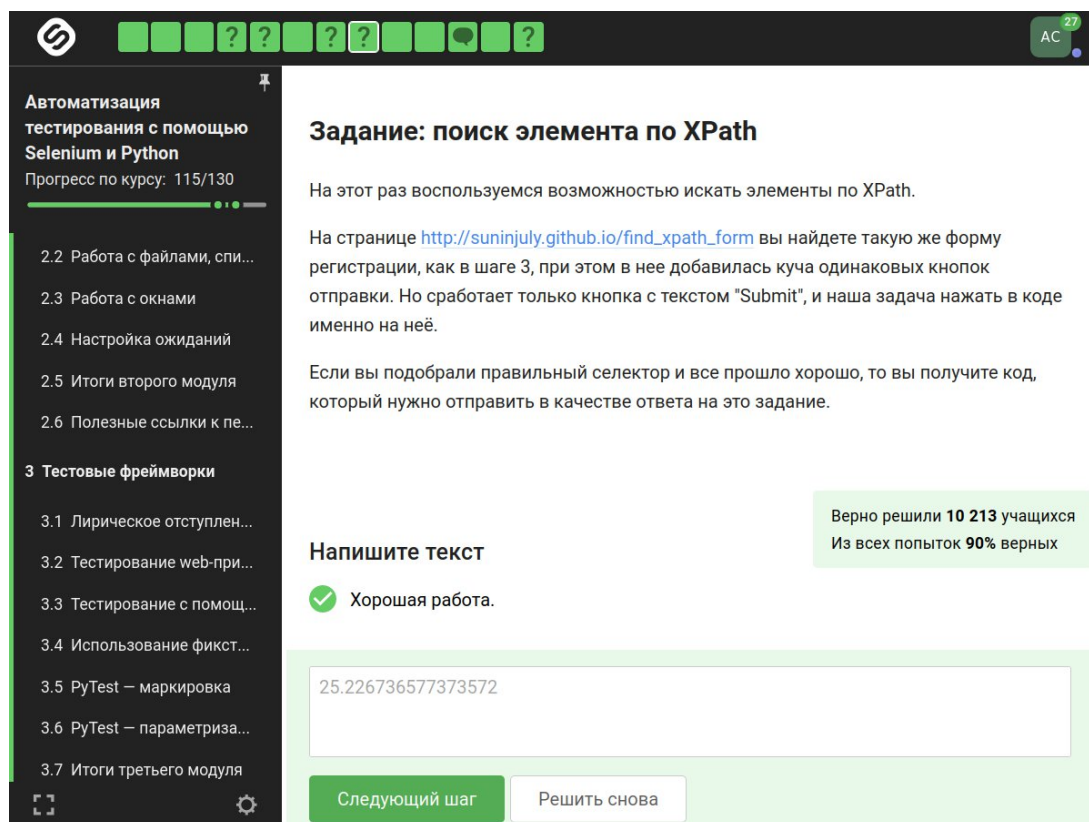 ? ? ? ? ?
AC
27
Автоматизация
тестирования с помощью
Selenium и Python
Прогресс по курсу: 115/130
2.2 Работа с файлами, спи...
2.3 Работа с окнами
2.4 Настройка ожиданий
2.5 Итоги второго модуля
2.6 Полезные ссылки к пе...
3 Тестовые фреймворки
3.1 Лирическое отступлен...
3.2 Тестирование web-при...
3.3 Тестирование с помощ...
3.4 Использование фикст...
3.5 PyTest — маркировка
3.6 PyTest — параметриза...
3.7 Итоги третьего модуля
Задание: поиск элемента по XPath
На этот раз воспользуемся возможностью искать элементы по XPath.
На странице http://suninjuly.github.io/find_xpath_form вы найдете такую же форму
регистрации, как в шаге 3, при этом в нее добавилась куча одинаковых кнопок
отправки. Но сработает только кнопка с текстом "Submit", и наша задача нажать в коде
именно на неё.
Если вы подобрали правильный селектор и все прошло хорошо, то вы получите код,
который нужно отправить в качестве ответа на это задание.
Верно решили 10 213 учащихся
Из всех попыток 90% верных
Напишите текст
Хорошая работа.
25.226736577373572
Следующий шаг
Решить снова